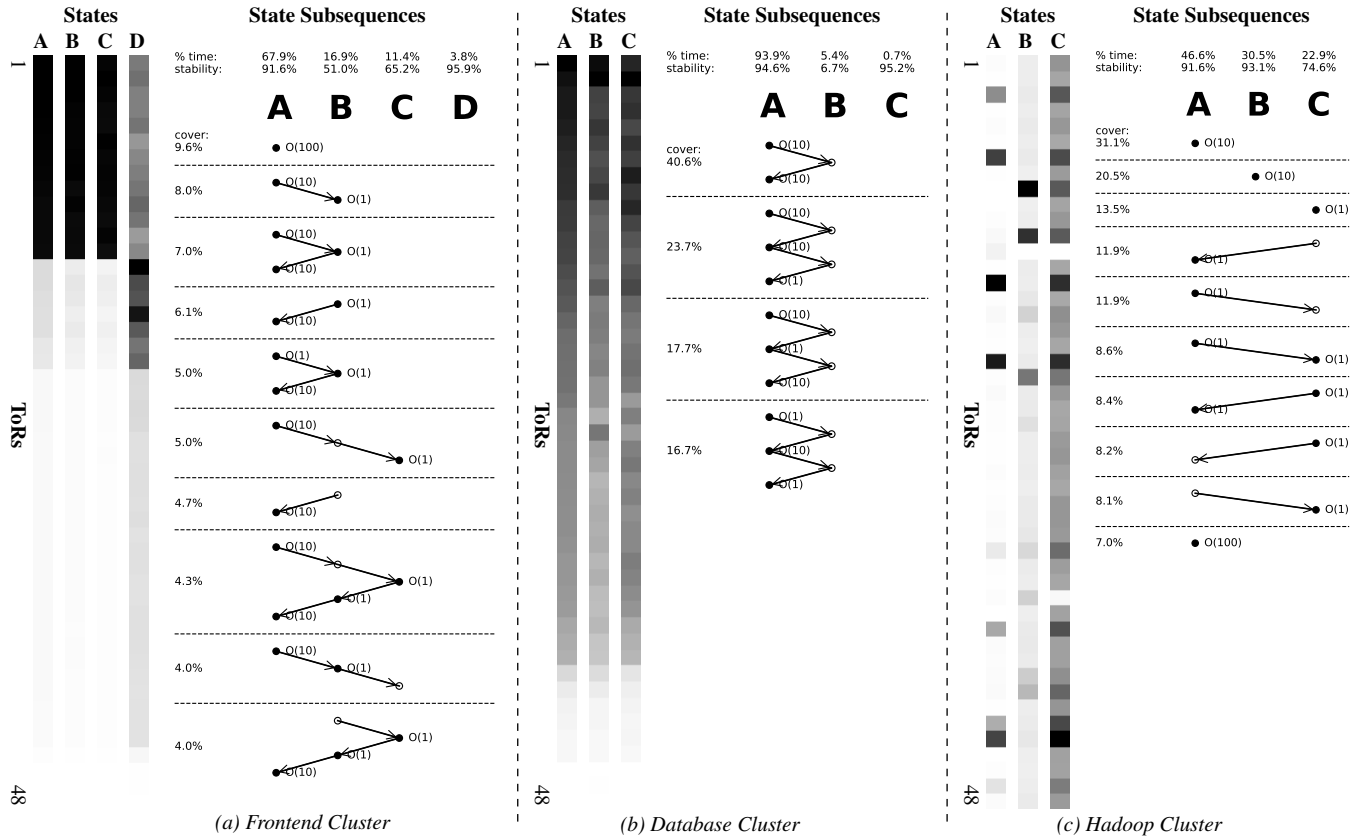 States
State Subsequences
A B C D
% time: 67.9% 16.9% 11.4% 3.8%
stability: 91.6% 51.0% 65.2% 95.9%
A B C D
1
ToRs
48
cover:
9.6%
O(100)
8.0%
O(10)
O(1)
7.0%
O(10)
O(1)
O(10)
6.1%
O(1)
O(10)
5.0%
O(1)
O(1)
O(10)
5.0%
O(10)
O(1)
4.7%
O(10)
4.3%
O(10)
O(1)
O(1)
O(10)
4.0%
O(10)
O(1)
4.0%
O(1)
O(1)
O(10)
(a) Frontend Cluster
States
State Subsequences
A B C
% time: 93.9% 5.4% 0.7%
stability: 94.6% 6.7% 95.2%
A B C
1
ToRs
48
cover:
40.6%
O(10)
O(10)
23.7%
O(10)
O(10)
O(1)
17.7%
O(10)
O(1)
O(10)
16.7%
O(1)
O(10)
O(1)
(b) Database Cluster
States
State Subsequences
A B C
% time: 46.6% 30.5% 22.9%
stability: 91.6% 93.1% 74.6%
A B C
1
ToRs
48
cover:
31.1%
O(10)
20.5%
O(10)
13.5%
O(1)
11.9%
O(1)
11.9%
O(1)
8.6%
O(1)
O(1)
8.4%
O(1)
O(1)
8.2%
O(1)
8.1%
O(1)
7.0%
O(100)
(c) Hadoop Cluster